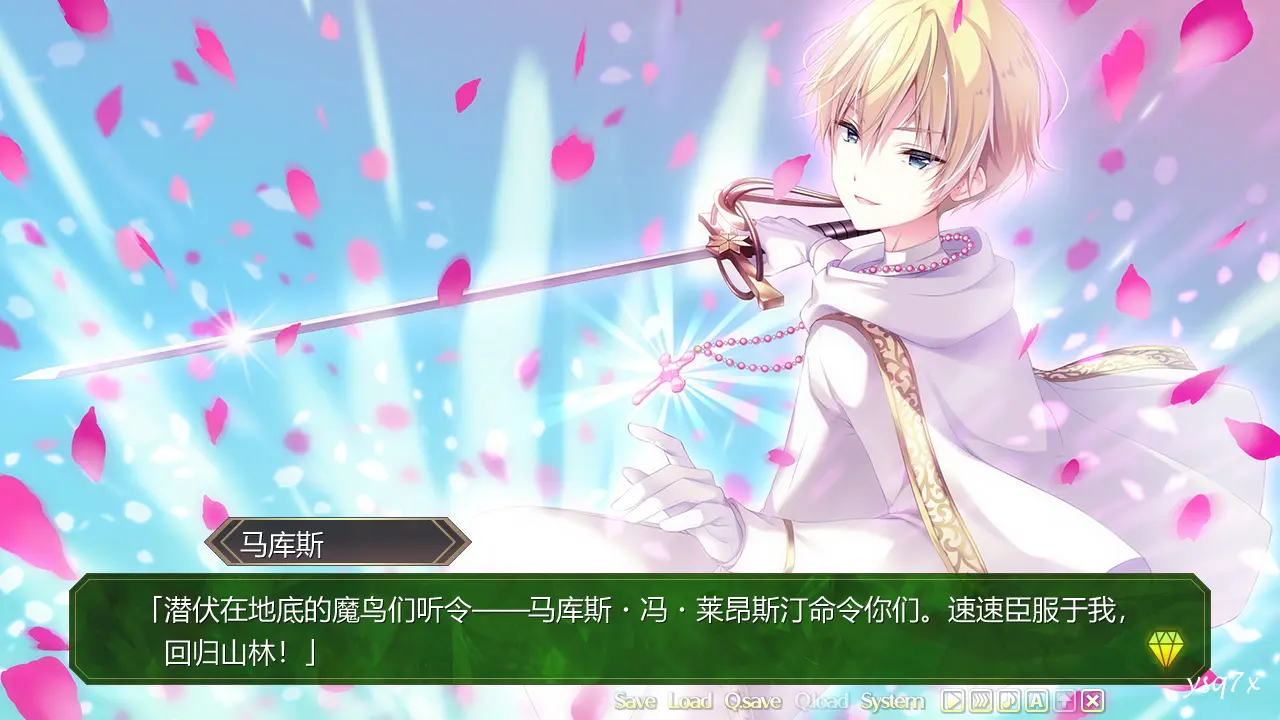 马库斯
「潜伏在地底的魔鸟们听令——马库斯·冯·莱昂斯汀命令你们。速速臣服于我，
回归山林！」
Save Load Q.save Q.load System A
ysq7x